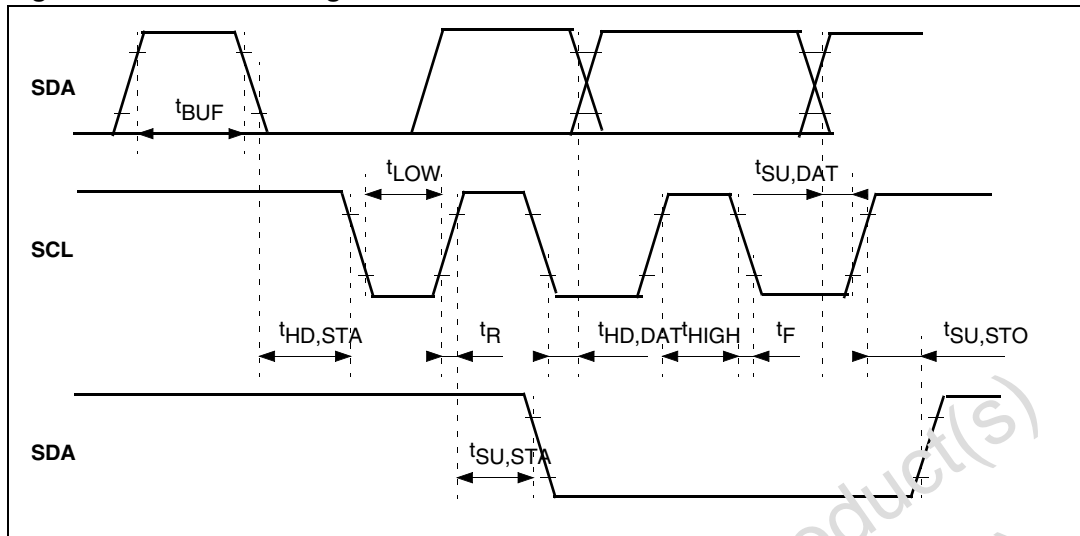 SDA
tBUF
tLOW
tSU,DAT
SCL
tHD,STA
tR
tHD,DAT
tHIGH
tF
tSU,STO
SDA
tSU,STA